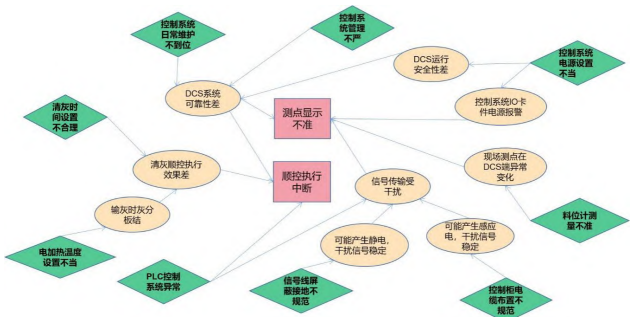 控制系统
日常维护
不到位
控制系
统管理
不严
DCS运行
安全性差
控制系统
电源设置
不当
DCS系统
可靠性差
测点显示
不准
控制系统IO卡
件电源报警
清灰时
间设置
不合理
清灰顺控执行
效果差
顺控执行
中断
信号传输受
干扰
现场测点在
DCS端异常
变化
输灰时灰分
板结
料位计测
量不准
电加热温度
设置不当
PLC控制
系统异常
可能产生静电、
干扰信号稳定
可能产生感应
电、干扰信号
稳定
信号线屏
蔽接地不
规范
控制柜电
缆布置不
规范